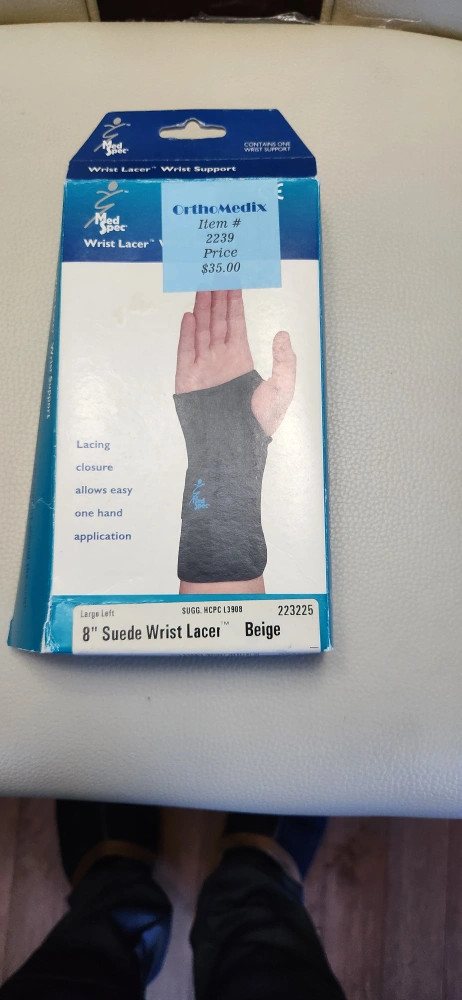 Med
Spec
CONTAINS ONE
WRIST SUPPORT
Wrist Lacer™ Wrist Support
Med
Spec
Wrist Lacer™
OrthoMedix
Item #
2239
Price
$35.00
Lacing
closure
allows easy
one hand
application
Med
Spec
Large Left
SUGG. HCPC L3908
223225
8" Suede Wrist Lacer™ Beige